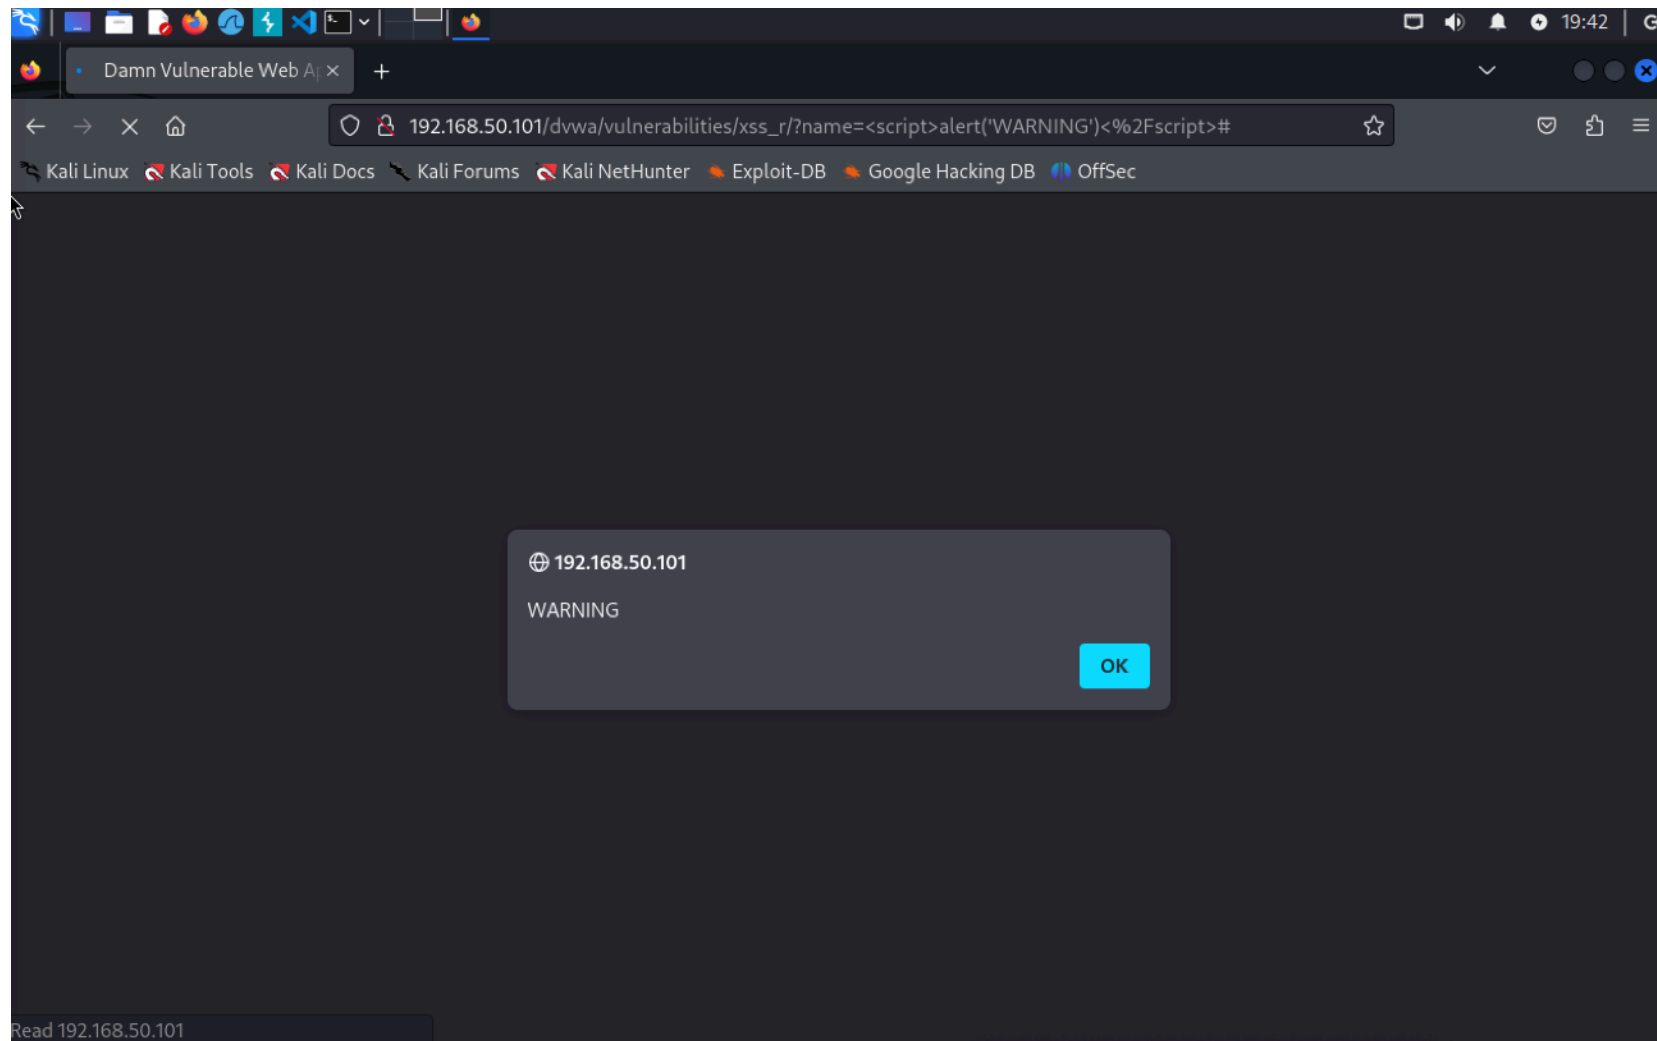 19:42
Damn Vulnerable Web Ap
192.168.50.101/dvwa/vulnerabilities/xss_r/?name=<script>alert('WARNING')<%2Fscript>#
Kali Linux Kali Tools Kali Docs Kali Forums Kali NetHunter Exploit-DB Google Hacking DB OffSec
192.168.50.101
WARNING
OK
Read 192.168.50.101